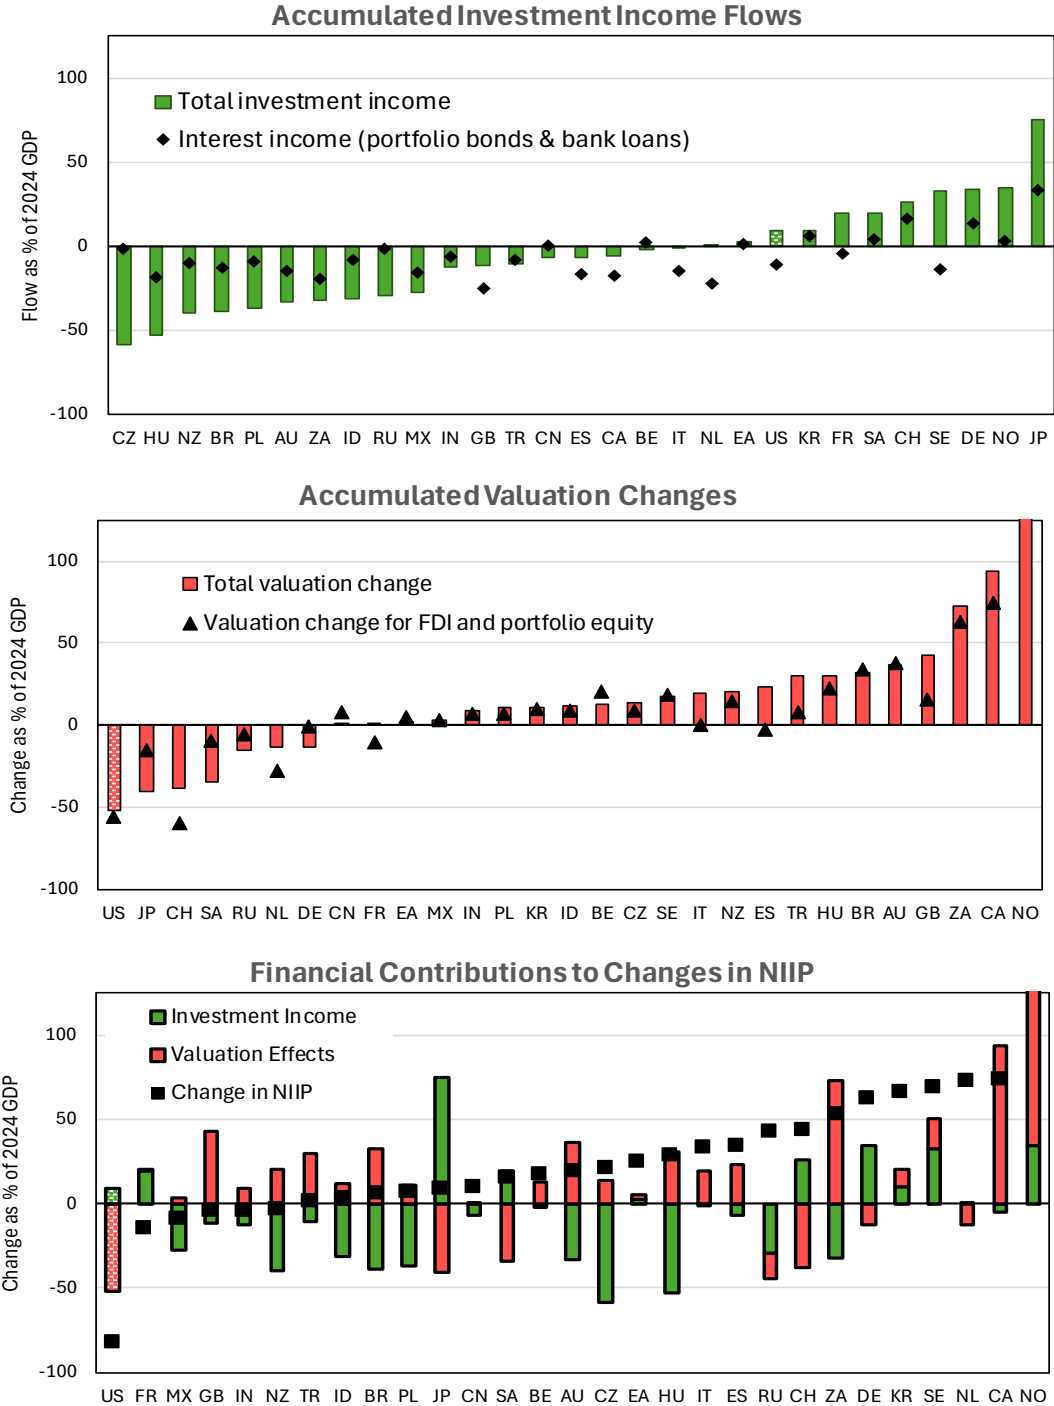 Accumulated Investment Income Flows
Flow as % of 2024 GDP
100
50
0
-50
-100
Total investment income
Interest income (portfolio bonds & bank loans)
CZ HU NZ BR PL AU ZA ID RU MX IN GB TR CN ES CA BE IT NL EA US KR FR SA CH SE DE NO JP
Accumulated Valuation Changes
Change as % of 2024 GDP
100
50
0
-50
-100
Total valuation change
Valuation change for FDI and portfolio equity
US JP CH SA RU NL DE CN FR EA MX IN PL KR ID BE CZ SE IT NZ ES TR HU BR AU GB ZA CA NO
Financial Contributions to Changes in NIIP
Change as % of 2024 GDP
100
50
0
-50
-100
Investment Income
Valuation Effects
Change in NIIP
US FR MX GB IN NZ TR ID BR PL JP CN SA BE AU CZ EA HU IT ES RU CH ZA DE KR SE NL CA NO